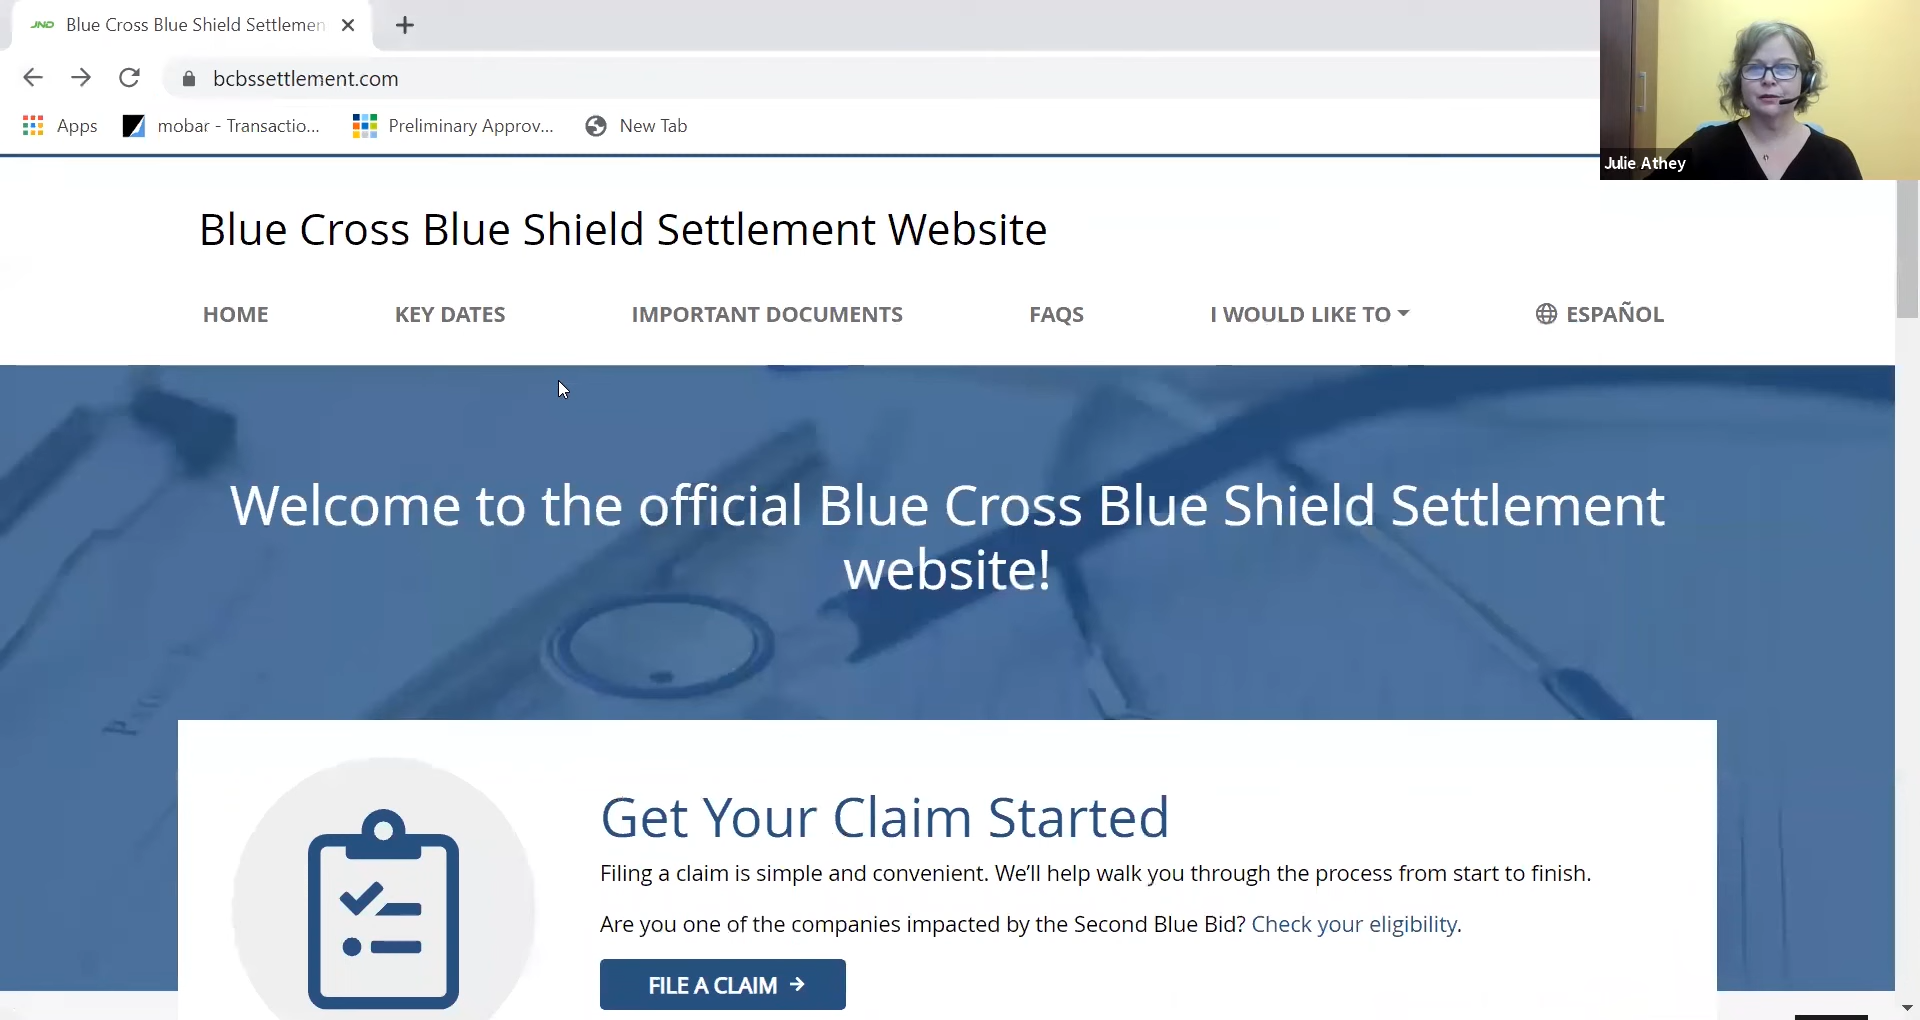 JND Blue Cross Blue Shield Settlemen
bcbssettlement.com
Apps mobar - Transactio... Preliminary Approv... New Tab
Julie Athey
Blue Cross Blue Shield Settlement Website
HOME KEY DATES IMPORTANT DOCUMENTS FAQS I WOULD LIKE TO ESPAÑOL
Welcome to the official Blue Cross Blue Shield Settlement
website!
Get Your Claim Started
Filing a claim is simple and convenient. We’ll help walk you through the process from start to finish.
Are you one of the companies impacted by the Second Blue Bid? Check your eligibility.
FILE A CLAIM →